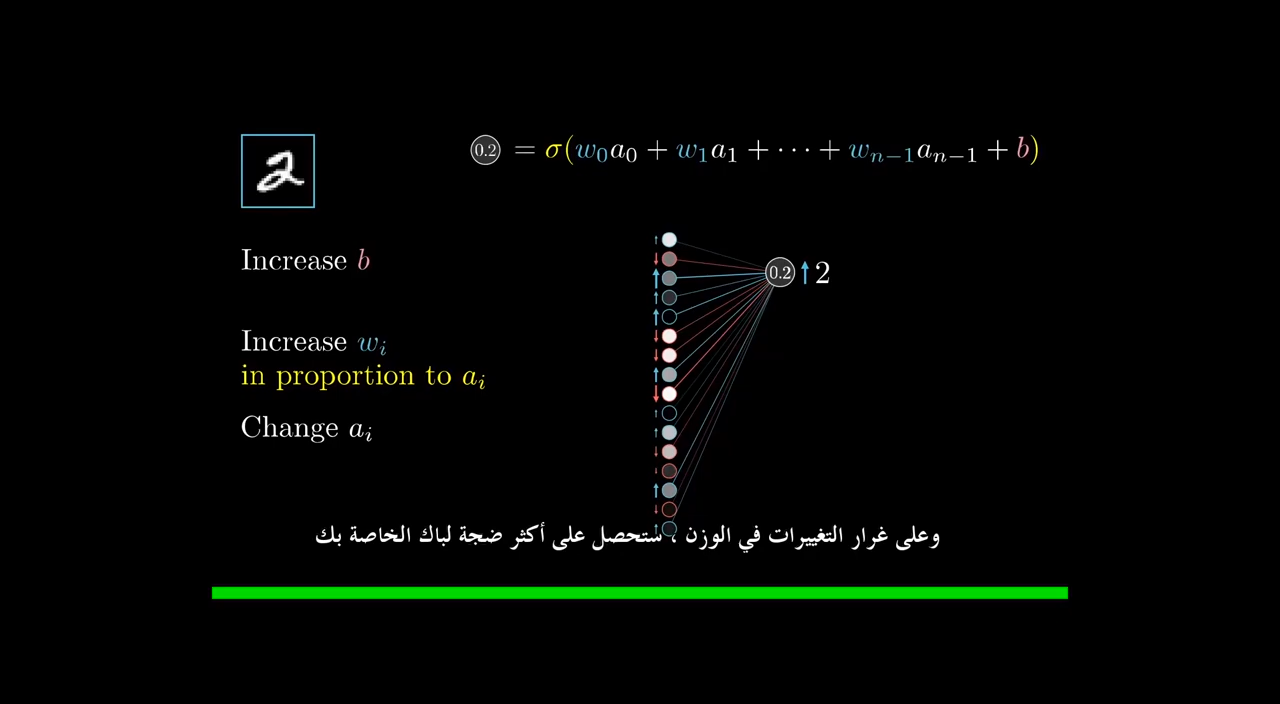 0.2 = σ(w₀a₀ + w₁a₁ + ⋯ + wₙ₋₁aₙ₋₁ + b)
2
Increase b
0.2 ↑ 2
Increase wᵢ
in proportion to aᵢ
Change aᵢ
وعلى غرار التغييرات في الوزن ، ستحصل على أكثر ضجة لباك الخاصة بك